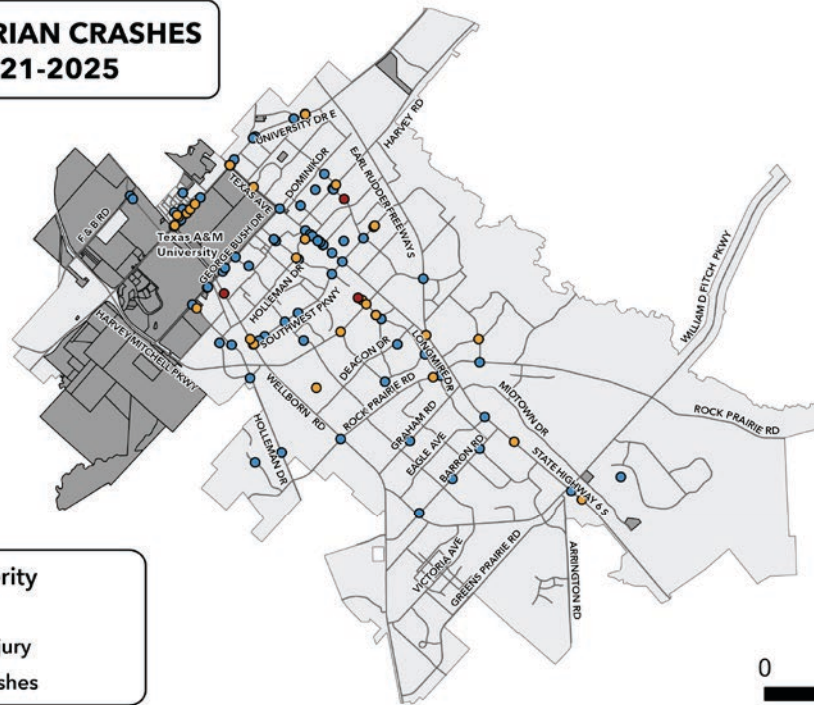 RIAN CRASHES
21-2025
UNIVERSITY DR E
HARVEY RD
DOMINIK DR
EARL RUDDER FREEWAY S
TEXAS AVE
F & B RD
Texas A&M
University
GEORGE BUSH DR
WILLIAM D FITCH PKWY
HOLLEMAN DR
SOUTHWEST PKWY
HARVEY MITCHELL PKWY
DEACON DR
LONGMIRE DR
WELLBORN RD
ROCK PRAIRIE RD
MIDTOWN DR
ROCK PRAIRIE RD
HOLLEMAN DR
GRAHAM RD
EAGLE AVE
BARRON RD
STATE HIGHWAY 6 S
VICTORIA AVE
GREENS PRAIRIE RD
ARRINGTON RD
rity
jury
shes
0